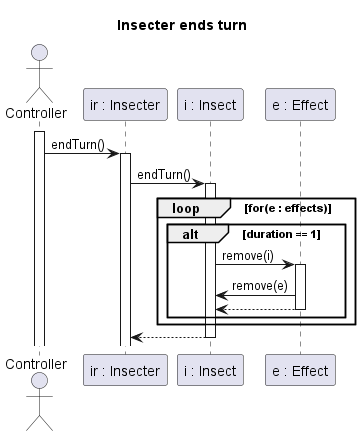 Insecter ends turn
Controller
ir : Insecter
i : Insect
e : Effect
endTurn()
endTurn()
loop
[for(e : effects)]
alt
[duration == 1]
remove(i)
remove(e)
Controller
ir : Insecter
i : Insect
e : Effect